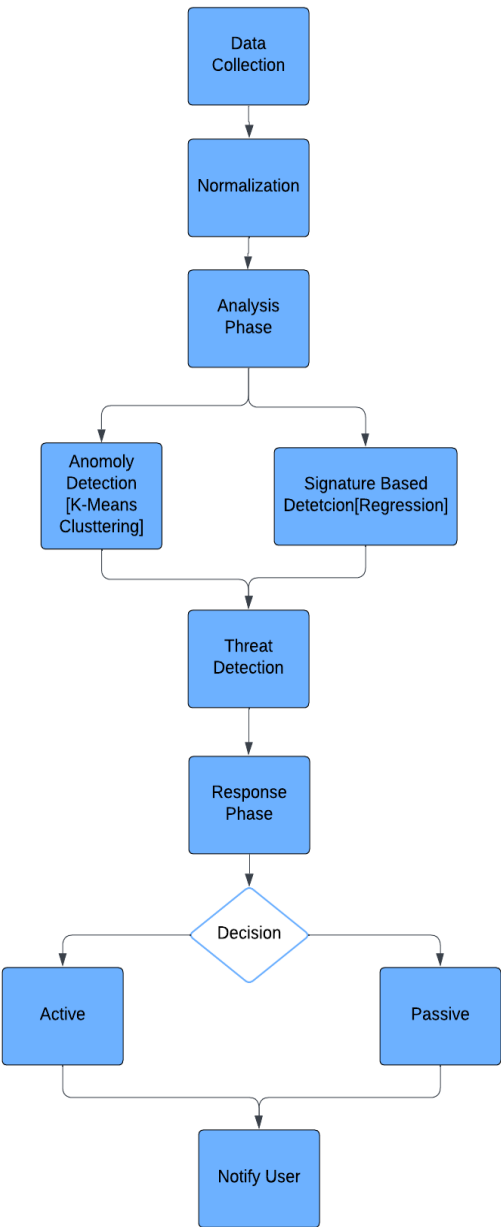 Data
Collection
Normalization
Analysis
Phase
Anomoly
Detection
[K-Means
Clusttering]
Signature Based
Detetcion[Regression]
Threat
Detection
Response
Phase
Decision
Active
Passive
Notify User